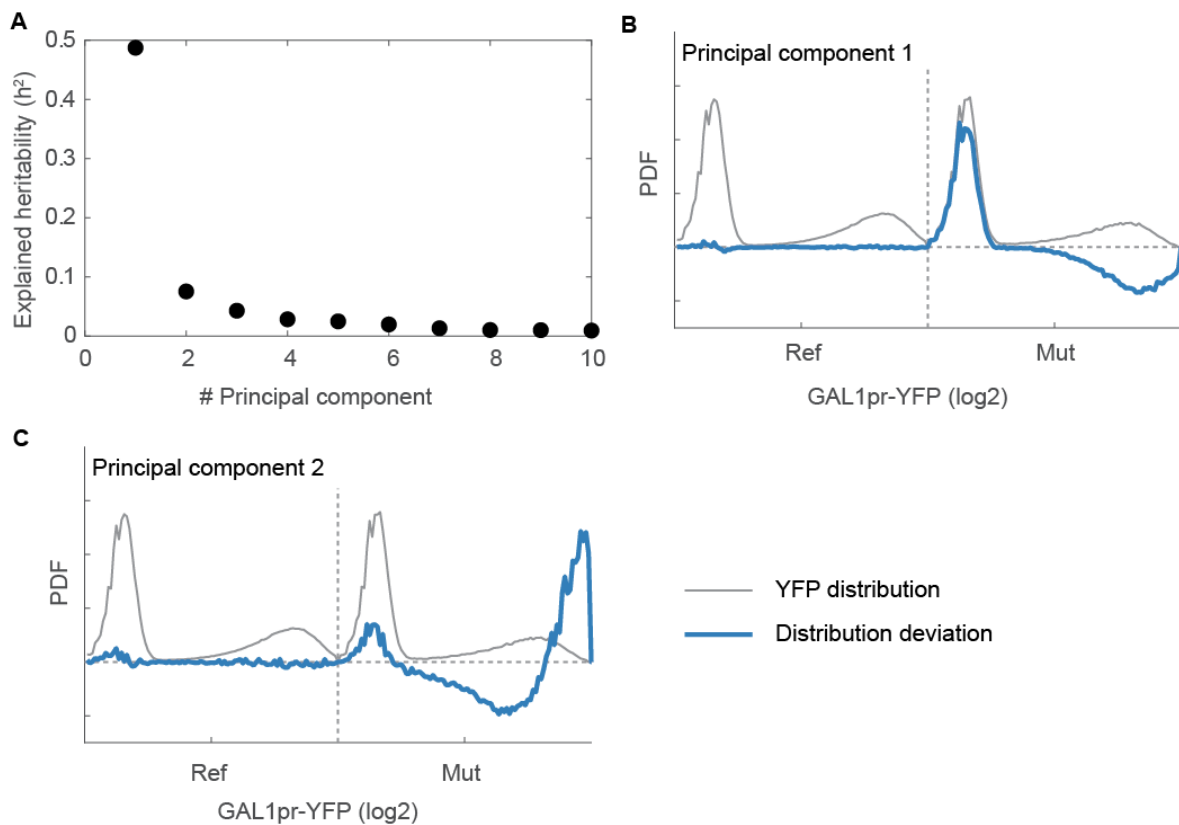 A
0.5
0.4
0.3
0.2
0.1
0
Explained heritability (h²)
0 2 4 6 8 10
# Principal component
B
Principal component 1
PDF
Ref Mut
GAL1pr-YFP (log2)
C
Principal component 2
PDF
Ref Mut
GAL1pr-YFP (log2)
YFP distribution
Distribution deviation